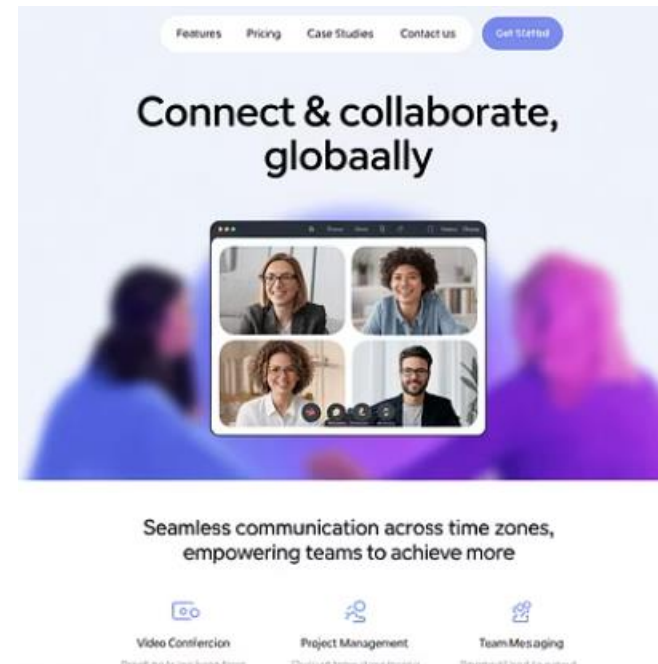 Features Pricing Case Studies Contact us Get Started
Connect & collaborate,
globaally
Seamless communication across time zones,
empowering teams to achieve more
Video Contfercion Project Management Team Mesaging